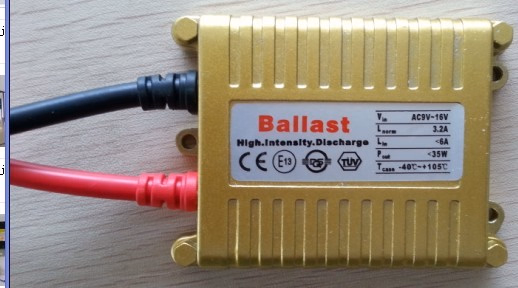 Ballast
High.Intensity.Discharge
CE E13 TUV
Vin AC9V-16V
Inorm 3.2A
Iin <6A
Pout <35W
Tcase -40℃-+105℃